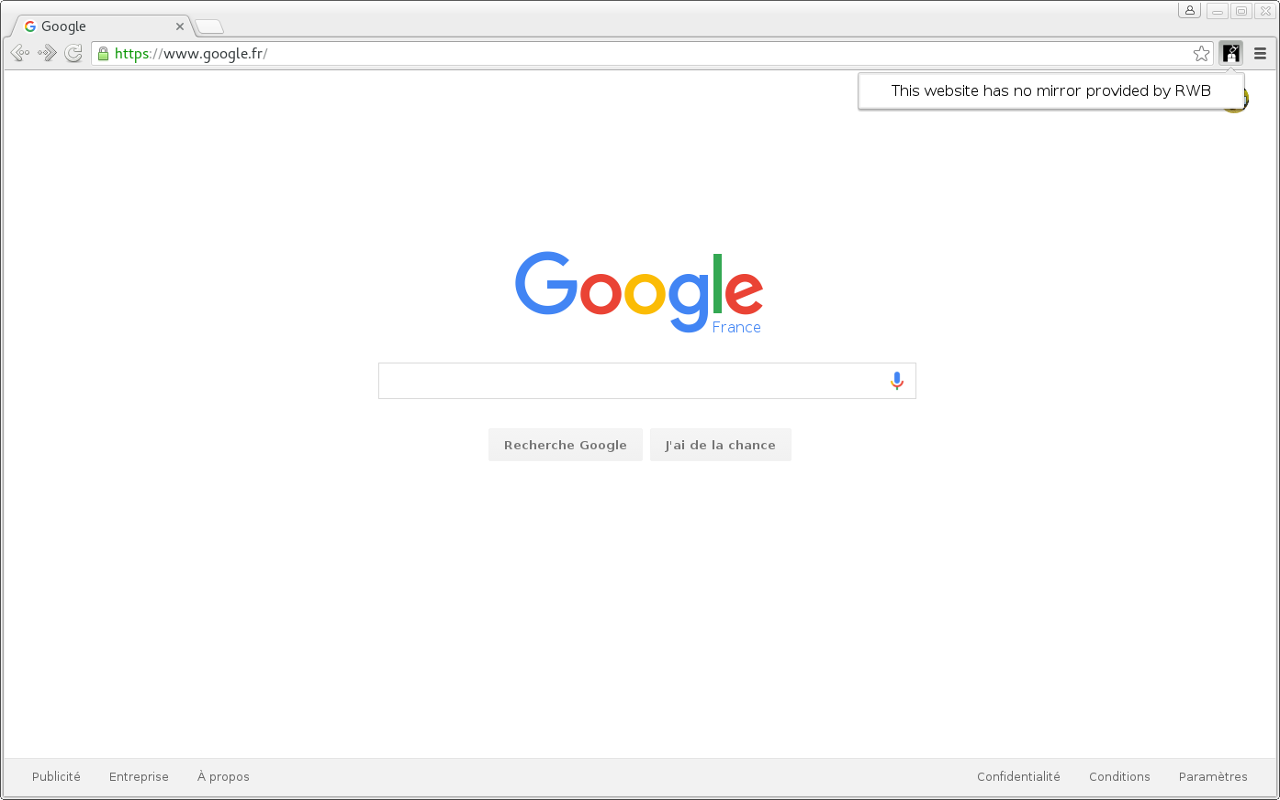 Google
https://www.google.fr/
This website has no mirror provided by RWB
Google
France
Recherche Google
J'ai de la chance
Publicité Entreprise À propos Confidentialité Conditions Paramètres